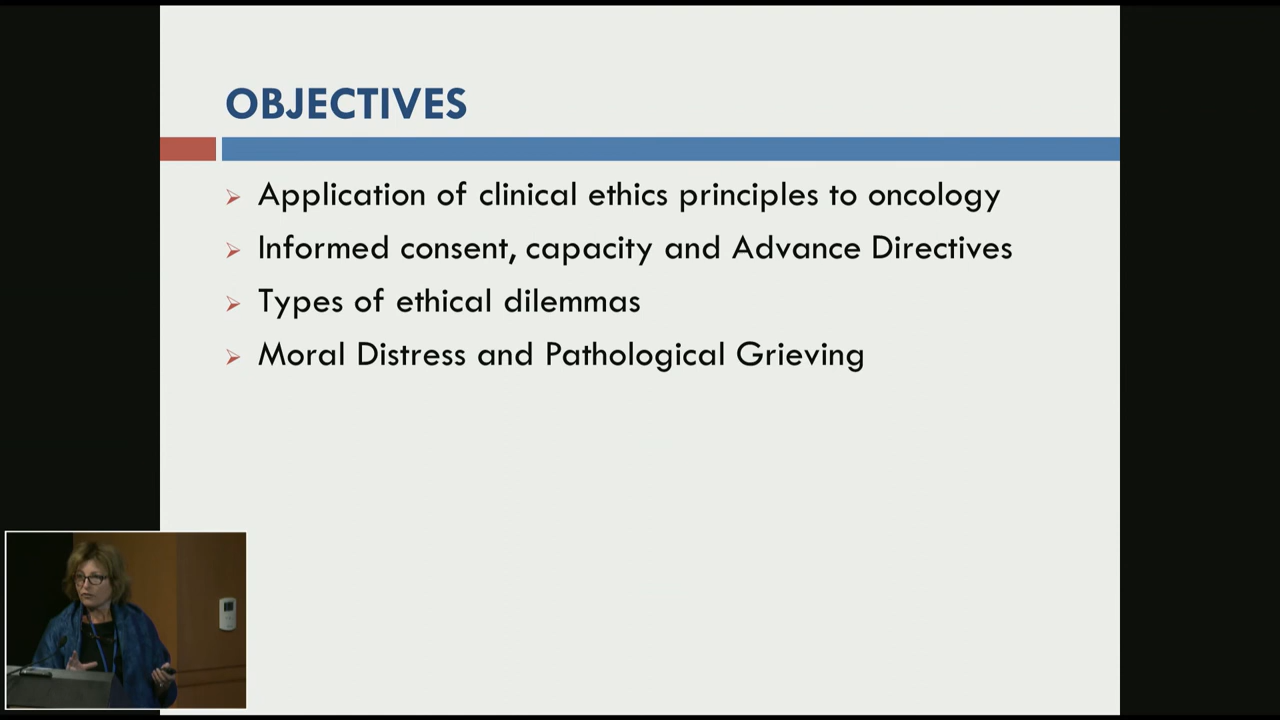 OBJECTIVES
Application of clinical ethics principles to oncology
Informed consent, capacity and Advance Directives
Types of ethical dilemmas
Moral Distress and Pathological Grieving